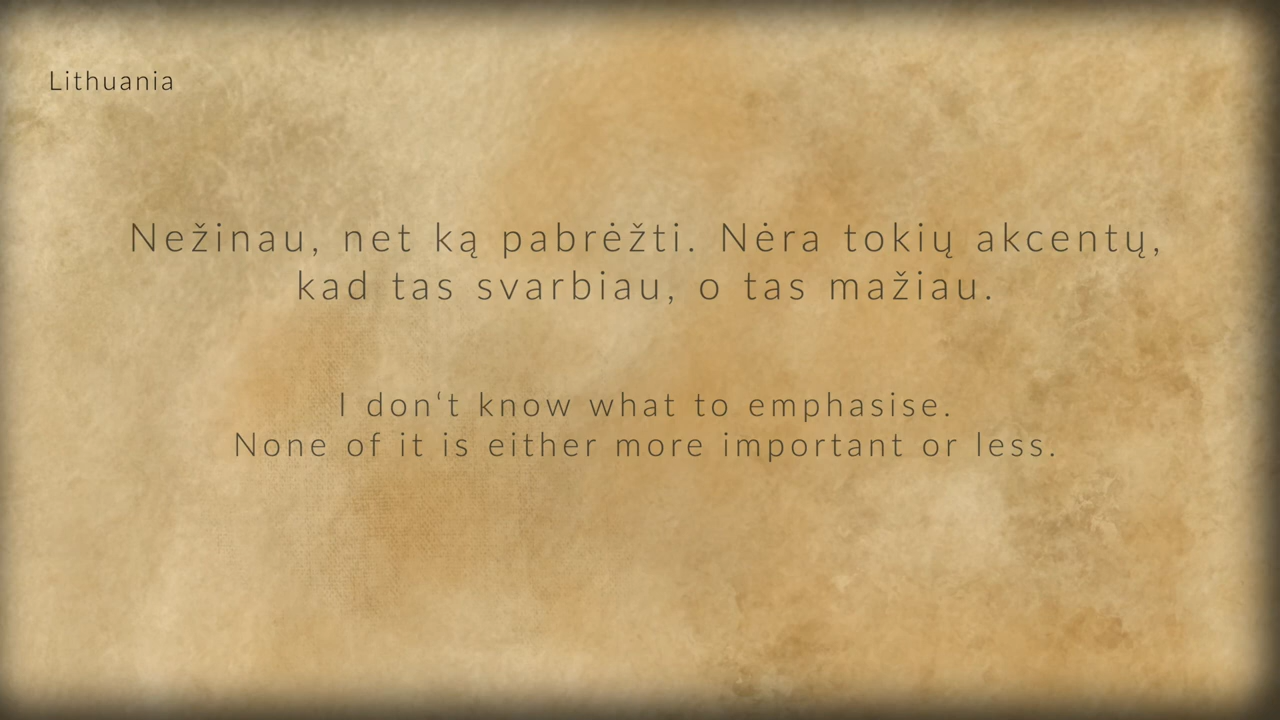 Lithuania
Nežinau, net ką pabrėžti. Nėra tokių akcentų,
kad tas svarbiau, o tas mažiau.
I don‘t know what to emphasise.
None of it is either more important or less.